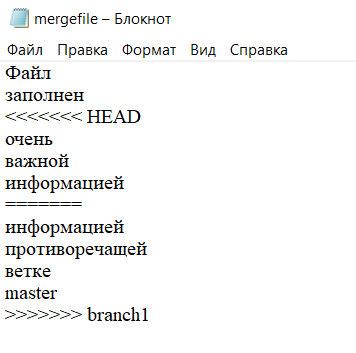 mergefile – Блокнот
Файл Правка Формат Вид Справка
Файл
заполнен
<<<<<<< HEAD
очень
важной
информацией
=======
информацией
противоречащей
ветке
master
>>>>>>> branch1